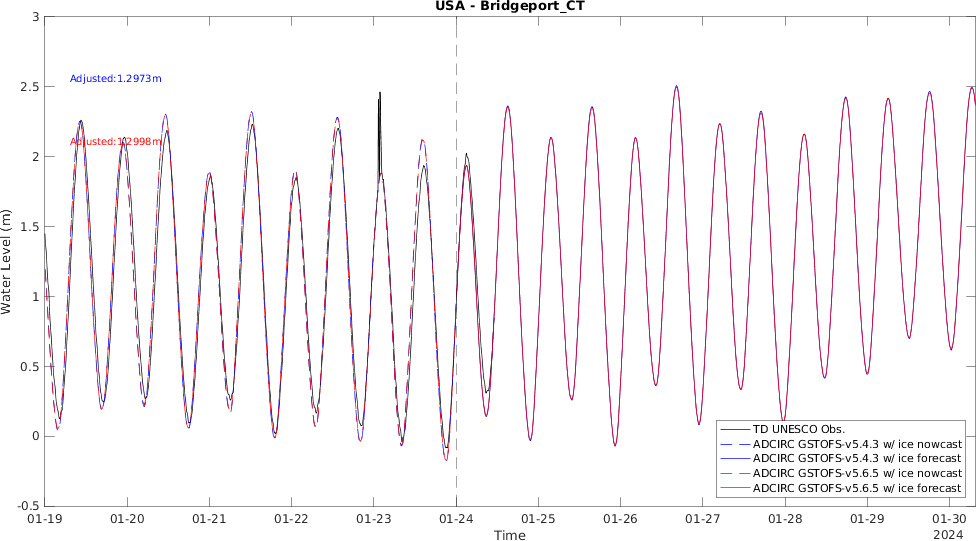 USA - Bridgeport_CT
3
2.5
2
1.5
1
0.5
0
-0.5
Water Level (m)
Adjusted:1.2973m
Adjusted:1.2998m
TD UNESCO Obs.
ADCIRC GSTOFS-v5.4.3 w/ ice nowcast
ADCIRC GSTOFS-v5.4.3 w/ ice forecast
ADCIRC GSTOFS-v5.6.5 w/ ice nowcast
ADCIRC GSTOFS-v5.6.5 w/ ice forecast
01-19 01-20 01-21 01-22 01-23 01-24 01-25 01-26 01-27 01-28 01-29 01-30
Time
2024